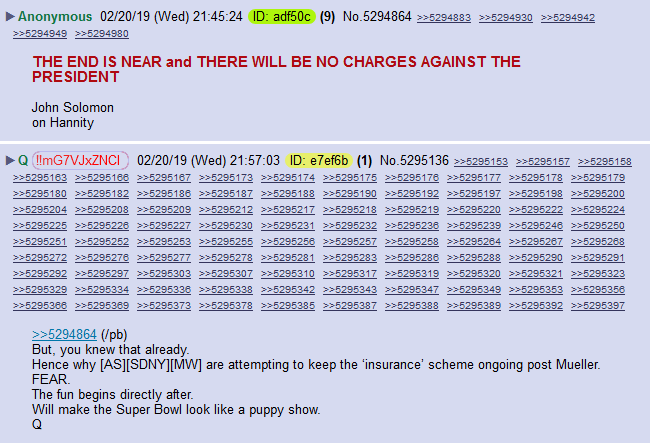 ▶Anonymous 02/20/19 (Wed) 21:45:24 ID: adf50c (9) No.5294864 >>5294883 >>5294930 >>5294942
>>5294949 >>5294980
THE END IS NEAR and THERE WILL BE NO CHARGES AGAINST THE
PRESIDENT
John Solomon
on Hannity
▶Q !!mG7VJxZNCI 02/20/19 (Wed) 21:57:03 ID: e7ef6b (1) No.5295136 >>5295153 >>5295157 >>5295158
>>5295163 >>5295166 >>5295167 >>5295173 >>5295174 >>5295175 >>5295176 >>5295177 >>5295178 >>5295179
>>5295180 >>5295182 >>5295186 >>5295187 >>5295188 >>5295190 >>5295192 >>5295197 >>5295198 >>5295200
>>5295204 >>5295208 >>5295209 >>5295212 >>5295217 >>5295218 >>5295219 >>5295220 >>5295222 >>5295224
>>5295225 >>5295226 >>5295227 >>5295230 >>5295231 >>5295232 >>5295236 >>5295239 >>5295246 >>5295250
>>5295251 >>5295252 >>5295253 >>5295255 >>5295256 >>5295257 >>5295258 >>5295264 >>5295267 >>5295268
>>5295272 >>5295276 >>5295277 >>5295278 >>5295281 >>5295283 >>5295286 >>5295288 >>5295290 >>5295291
>>5295292 >>5295297 >>5295303 >>5295307 >>5295310 >>5295317 >>5295319 >>5295320 >>5295321 >>5295323
>>5295329 >>5295334 >>5295336 >>5295338 >>5295342 >>5295343 >>5295347 >>5295349 >>5295353 >>5295356
>>5295366 >>5295369 >>5295373 >>5295378 >>5295385 >>5295387 >>5295388 >>5295389 >>5295392 >>5295397
>>5294864 (/pb)
But, you knew that already.
Hence why [AS][SDNY][MW] are attempting to keep the ‘insurance’ scheme ongoing post Mueller.
FEAR.
The fun begins directly after.
Will make the Super Bowl look like a puppy show.
Q